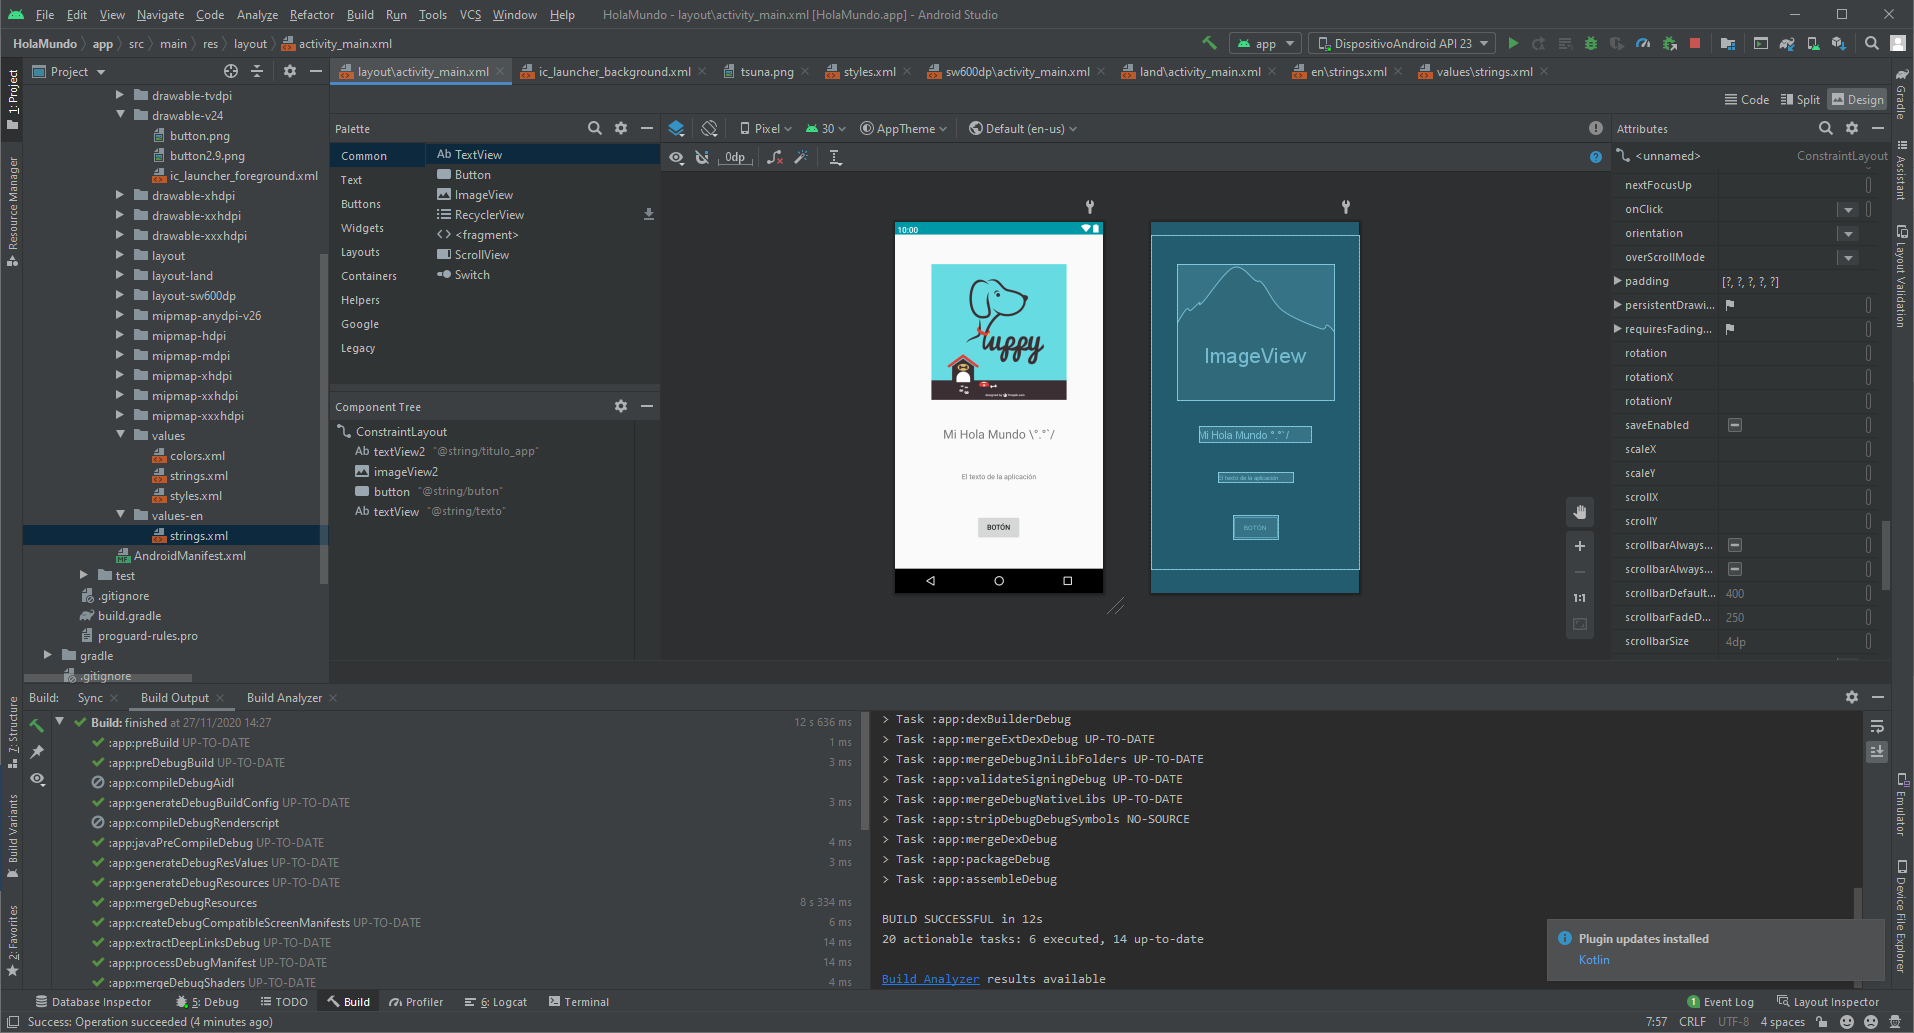 File Edit View Navigate Code Analyze Refactor Build Run Tools VCS Window Help HolaMundo - layout\activity_main.xml [HolaMundo.app] - Android Studio
HolaMundo app src main res layout activity_main.xml
app DispositivoAndroid API 23
1: Project
Resource Manager
7: Structure
Build Variants
2: Favorites
Project
drawable-tvdpi
drawable-v24
button.png
button2.9.png
ic_launcher_foreground.xml
drawable-xhdpi
drawable-xxhdpi
drawable-xxxhdpi
layout
layout-land
layout-sw600dp
mipmap-anydpi-v26
mipmap-hdpi
mipmap-mdpi
mipmap-xhdpi
mipmap-xxhdpi
mipmap-xxxhdpi
values
colors.xml
strings.xml
styles.xml
values-en
strings.xml
AndroidManifest.xml
test
.gitignore
build.gradle
proguard-rules.pro
gradle
.gitignore
layout\activity_main.xml ic_launcher_background.xml tsuna.png styles.xml sw600dp\activity_main.xml land\activity_main.xml en\strings.xml values\strings.xml
Code Split Design
Palette
Common
Text
Buttons
Widgets
Layouts
Containers
Helpers
Google
Legacy
Ab TextView
Button
ImageView
RecyclerView
<> <fragment>
ScrollView
Switch
Component Tree
ConstraintLayout
Ab textView2 "@string/titulo_app"
imageView2
button "@string/buton"
Ab textView "@string/texto"
Pixel 30 AppTheme Default (en-us)
0dp
10:00
Puppy
Mi Hola Mundo \°.°`/
El texto de la aplicación
BOTÓN
ImageView
Mi Hola Mundo °.°`/
El texto de la aplicación
BOTÓN
1:1
Attributes
<unnamed> ConstraintLayout
nextFocusUp
onClick
orientation
overScrollMode
padding [?, ?, ?, ?, ?]
persistentDrawi...
requiresFading...
rotation
rotationX
rotationY
saveEnabled
scaleX
scaleY
scrollX
scrollY
scrollbarAlways...
scrollbarAlways...
scrollbarDefault... 400
scrollbarFadeD... 250
scrollbarSize 4dp
Gradle
Assistant
Layout Validation
Emulator
Device File Explorer
Build: Sync Build Output Build Analyzer
Build: finished at 27/11/2020 14:27 12 s 636 ms
:app:preBuild UP-TO-DATE 1 ms
:app:preDebugBuild UP-TO-DATE 3 ms
:app:compileDebugAidl
:app:generateDebugBuildConfig UP-TO-DATE 3 ms
:app:compileDebugRenderscript
:app:javaPreCompileDebug UP-TO-DATE 4 ms
:app:generateDebugResValues UP-TO-DATE 3 ms
:app:generateDebugResources UP-TO-DATE
:app:mergeDebugResources 8 s 334 ms
:app:createDebugCompatibleScreenManifests UP-TO-DATE 6 ms
:app:extractDeepLinksDebug UP-TO-DATE 14 ms
:app:processDebugManifest UP-TO-DATE 14 ms
:app:mergeDebugShaders UP-TO-DATE 4 ms
> Task :app:dexBuilderDebug
> Task :app:mergeExtDexDebug UP-TO-DATE
> Task :app:mergeDebugJniLibFolders UP-TO-DATE
> Task :app:validateSigningDebug UP-TO-DATE
> Task :app:mergeDebugNativeLibs UP-TO-DATE
> Task :app:stripDebugDebugSymbols NO-SOURCE
> Task :app:mergeDexDebug
> Task :app:packageDebug
> Task :app:assembleDebug
BUILD SUCCESSFUL in 12s
20 actionable tasks: 6 executed, 14 up-to-date
Build Analyzer results available
Plugin updates installed
Kotlin
Database Inspector 5: Debug TODO Build Profiler 6: Logcat Terminal 1 Event Log Layout Inspector
Success: Operation succeeded (4 minutes ago) 7:57 CRLF UTF-8 4 spaces